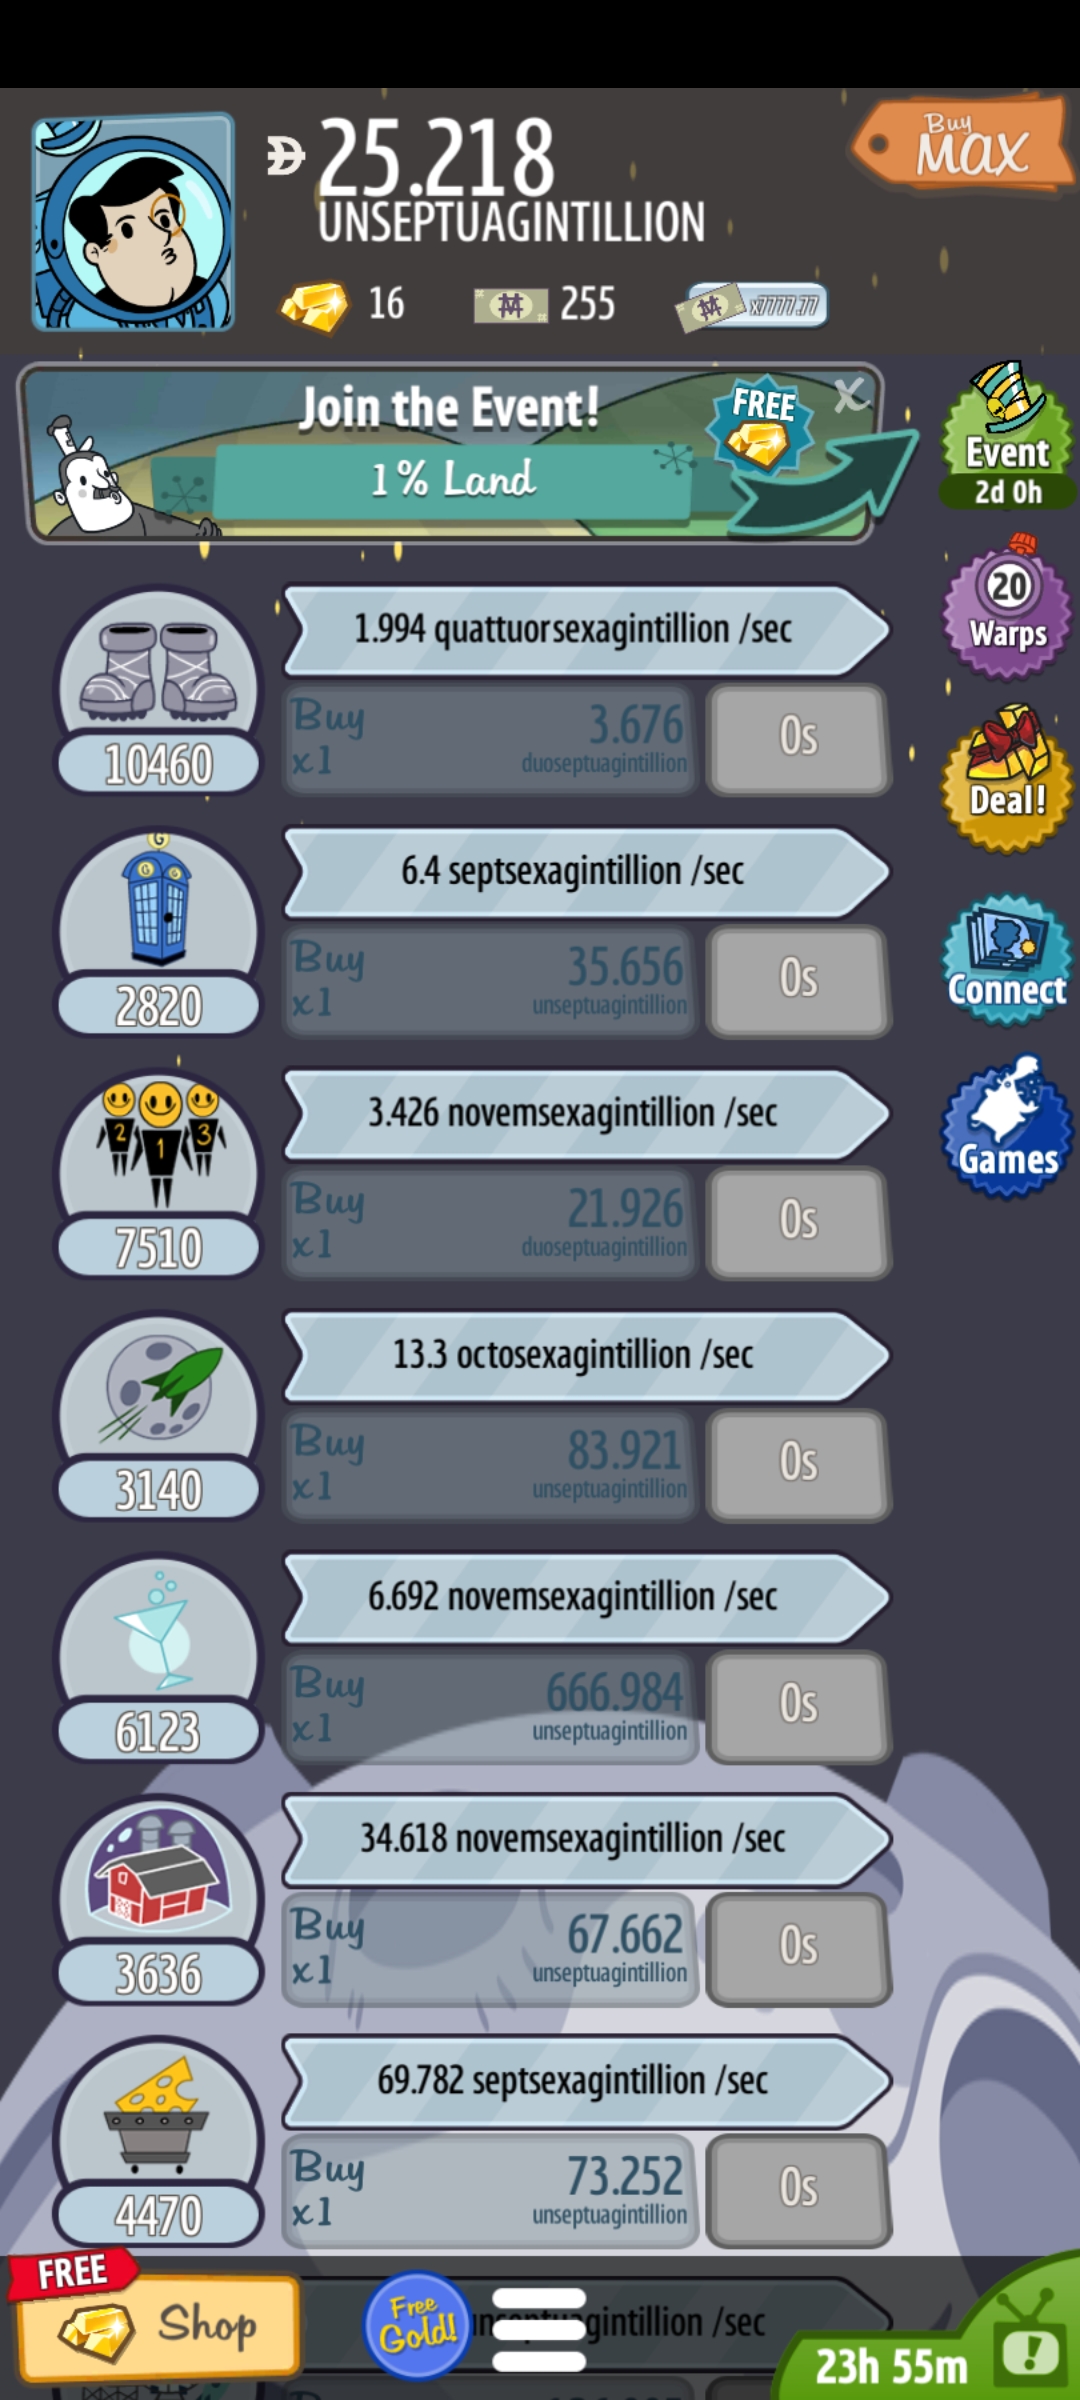 25.218
UNSEPTUAGINTILLION
Buy
MAX
16
255
x7777.77
Join the Event!
1% Land
FREE
X
Event
2d 0h
20
Warps
Deal!
Connect
Games
1.994 quattuorsexagintillion /sec
Buy
x1
3.676
duoseptuagintillion
0s
10460
G
G G
6.4 septsexagintillion /sec
Buy
x1
35.656
unseptuagintillion
0s
2820
2 1 3
3.426 novemsexagintillion /sec
Buy
x1
21.926
duoseptuagintillion
0s
7510
13.3 octosexagintillion /sec
Buy
x1
83.921
unseptuagintillion
0s
3140
6.692 novemsexagintillion /sec
Buy
x1
666.984
unseptuagintillion
0s
6123
34.618 novemsexagintillion /sec
Buy
x1
67.662
unseptuagintillion
0s
3636
69.782 septsexagintillion /sec
Buy
x1
73.252
unseptuagintillion
0s
4470
FREE
Shop
Free
Gold!
/sec
23h 55m
!